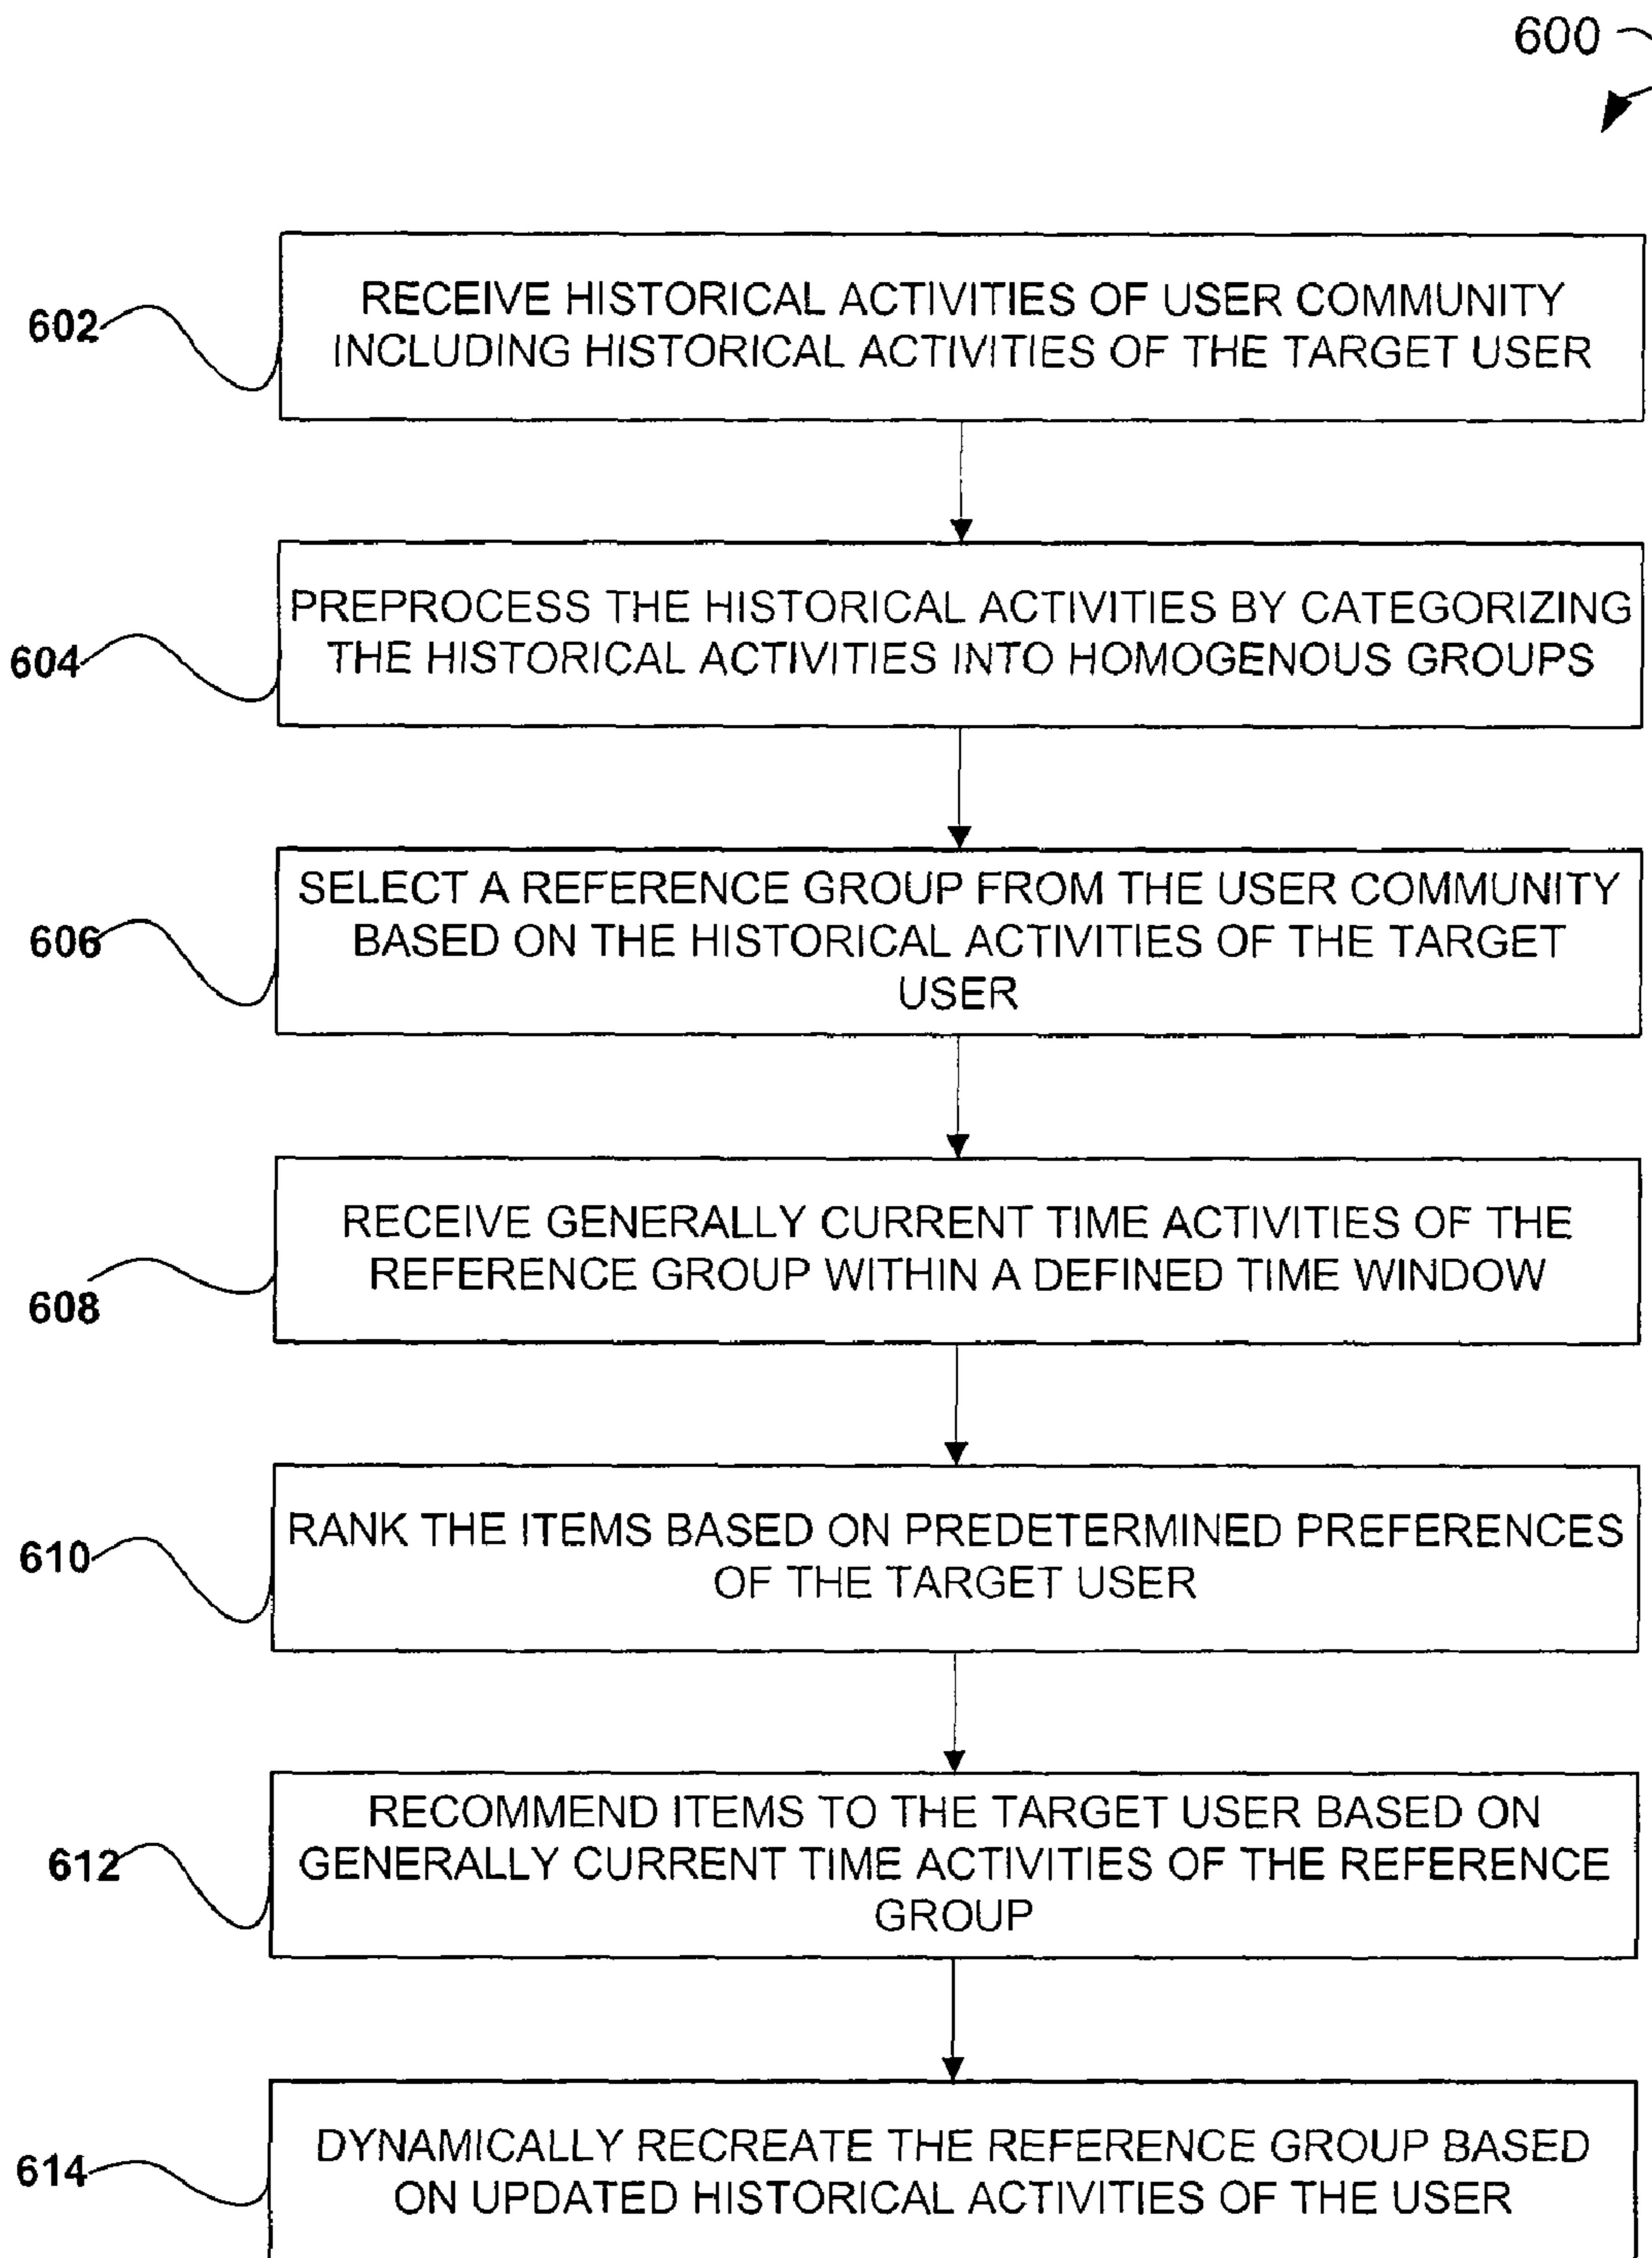 600
602
RECEIVE HISTORICAL ACTIVITIES OF USER COMMUNITY
INCLUDING HISTORICAL ACTIVITIES OF THE TARGET USER
604
PREPROCESS THE HISTORICAL ACTIVITIES BY CATEGORIZING
THE HISTORICAL ACTIVITIES INTO HOMOGENOUS GROUPS
606
SELECT A REFERENCE GROUP FROM THE USER COMMUNITY
BASED ON THE HISTORICAL ACTIVITIES OF THE TARGET
USER
608
RECEIVE GENERALLY CURRENT TIME ACTIVITIES OF THE
REFERENCE GROUP WITHIN A DEFINED TIME WINDOW
610
RANK THE ITEMS BASED ON PREDETERMINED PREFERENCES
OF THE TARGET USER
612
RECOMMEND ITEMS TO THE TARGET USER BASED ON
GENERALLY CURRENT TIME ACTIVITIES OF THE REFERENCE
GROUP
614
DYNAMICALLY RECREATE THE REFERENCE GROUP BASED
ON UPDATED HISTORICAL ACTIVITIES OF THE USER